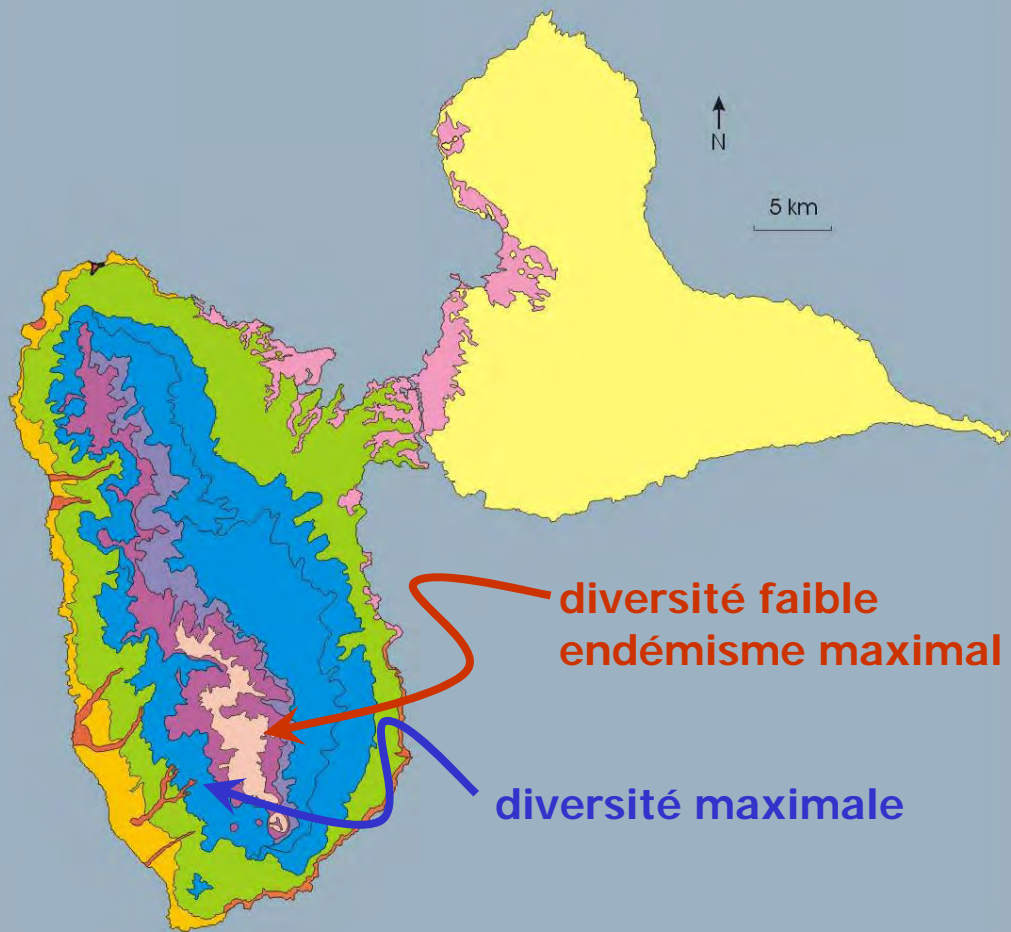 N
5 km
diversité faible
endémisme maximal
diversité maximale